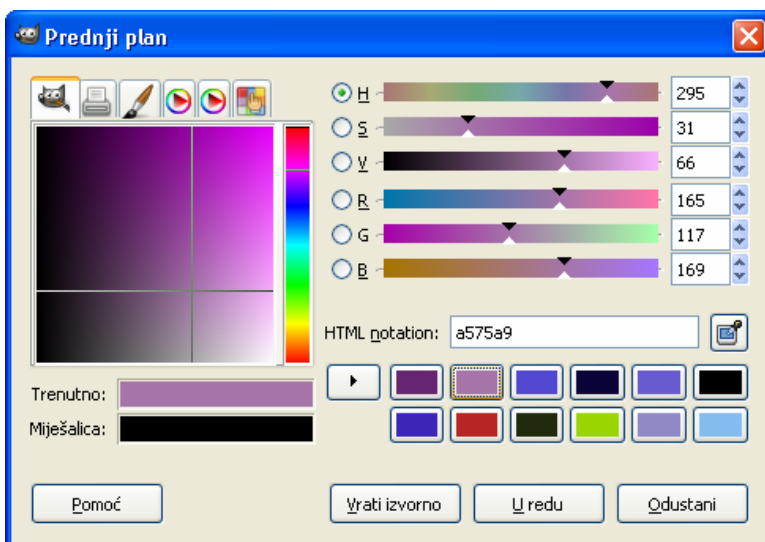 Prednji plan
H 295
S 31
V 66
R 165
G 117
B 169
HTML notation: a575a9
Trenutno:
Miješalica:
Pomoć
Vrati izvorno
U redu
Odustani